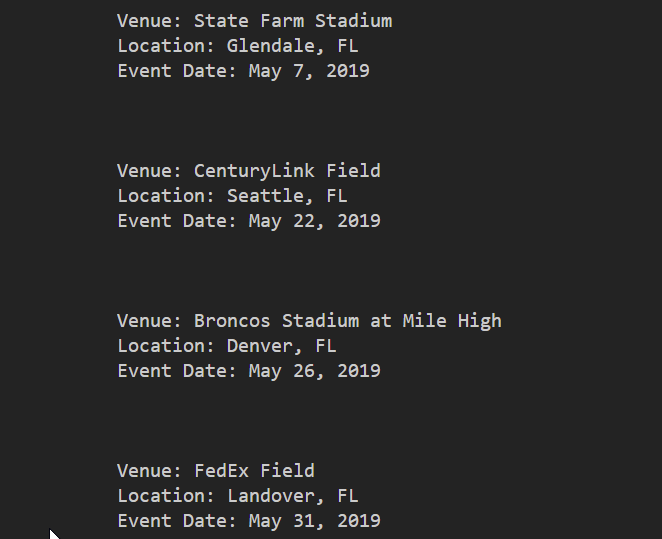 Venue: State Farm Stadium
Location: Glendale, FL
Event Date: May 7, 2019
Venue: CenturyLink Field
Location: Seattle, FL
Event Date: May 22, 2019
Venue: Broncos Stadium at Mile High
Location: Denver, FL
Event Date: May 26, 2019
Venue: FedEx Field
Location: Landover, FL
Event Date: May 31, 2019